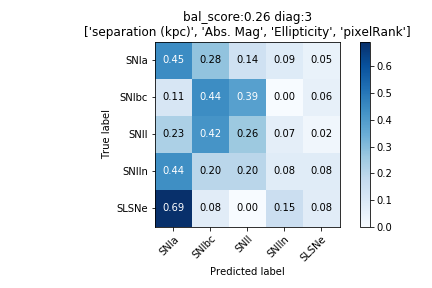 bal_score:0.26 diag:3
['separation (kpc)', 'Abs. Mag', 'Ellipticity', 'pixelRank']
True label
SNIa 0.45 0.28 0.14 0.09 0.05
SNIbc 0.11 0.44 0.39 0.00 0.06
SNII 0.23 0.42 0.26 0.07 0.02
SNIIn 0.44 0.20 0.20 0.08 0.08
SLSNe 0.69 0.08 0.00 0.15 0.08
SNIa SNIbc SNII SNIIn SLSNe
Predicted label
0.6
0.5
0.4
0.3
0.2
0.1
0.0